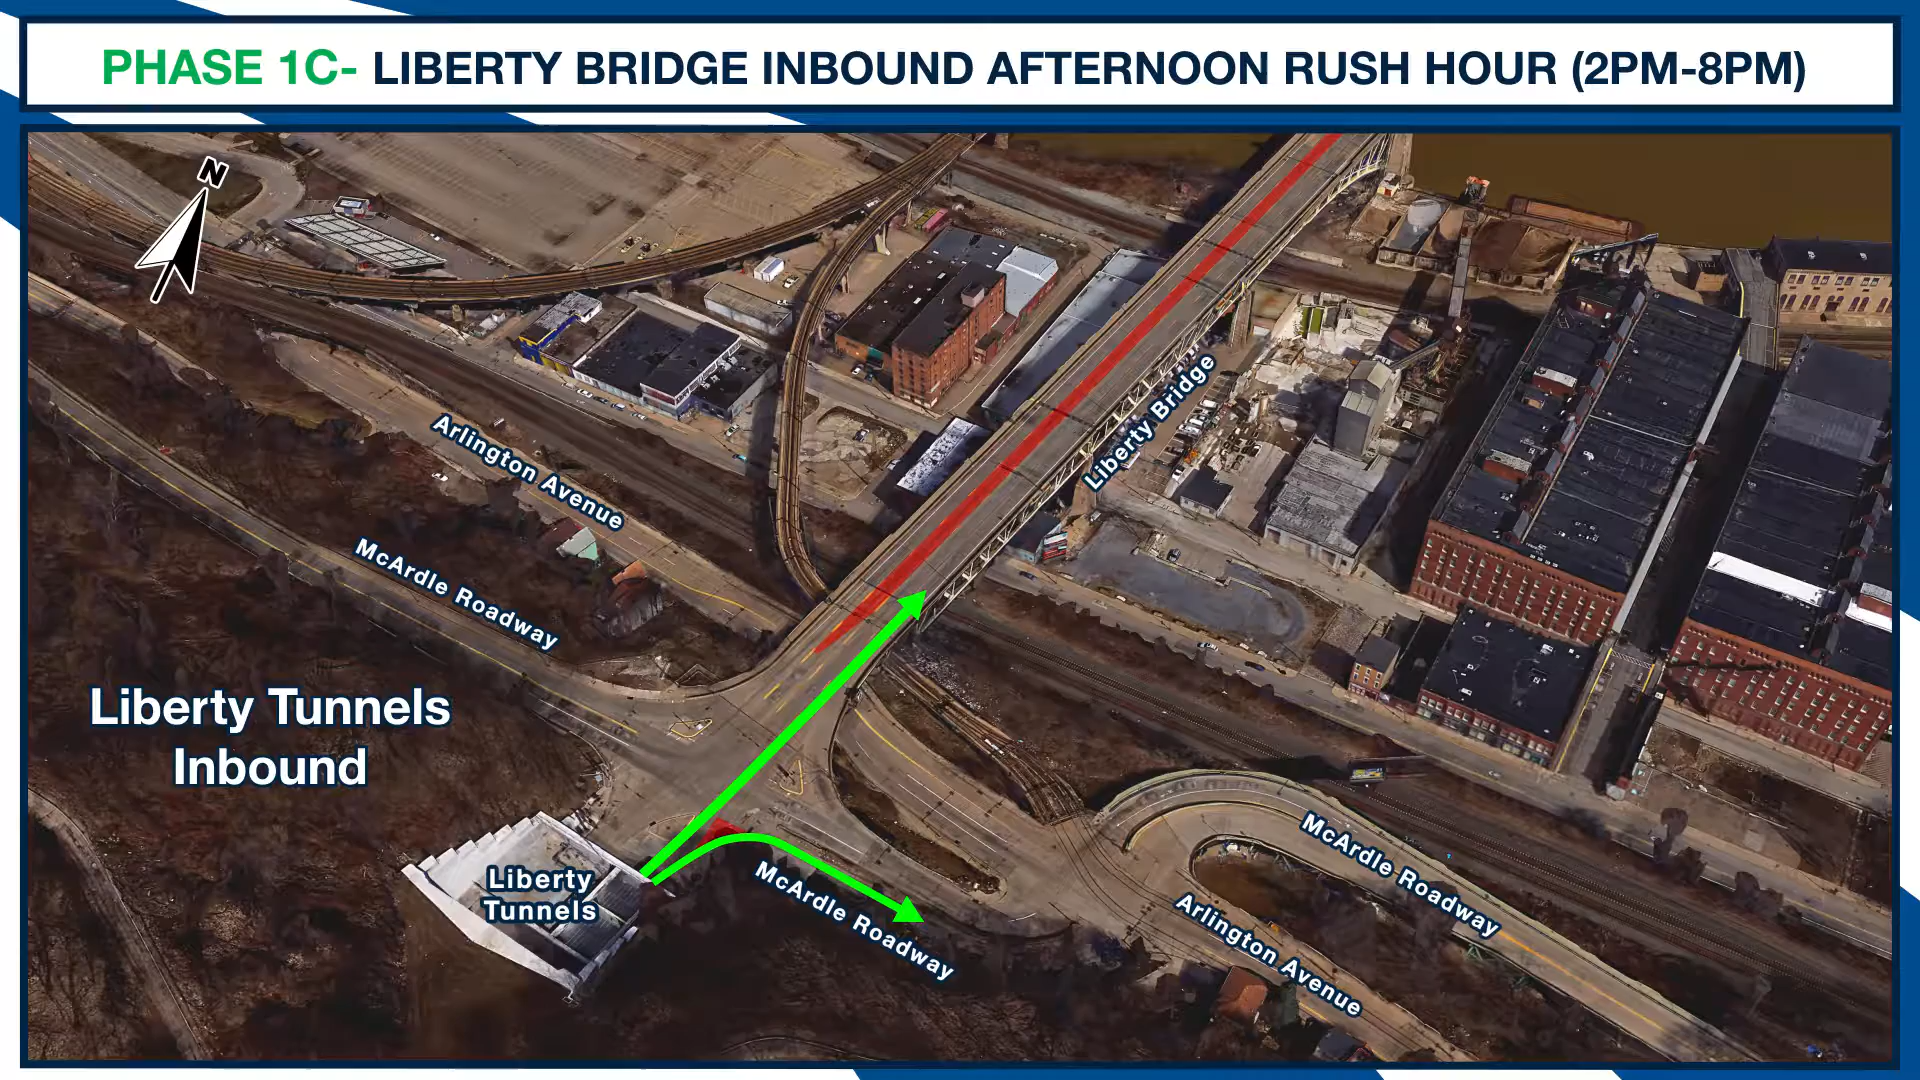 PHASE 1C- LIBERTY BRIDGE INBOUND AFTERNOON RUSH HOUR (2PM-8PM)
N
Liberty Bridge
Arlington Avenue
McArdle Roadway
Liberty Tunnels
Inbound
Liberty
Tunnels
McArdle Roadway
McArdle Roadway
Arlington Avenue